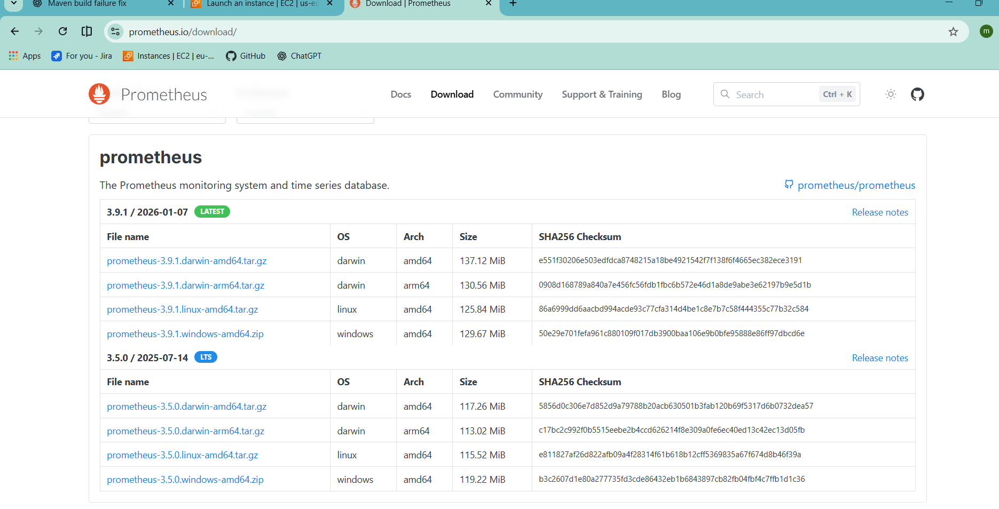 Maven build failure fix
Launch an instance | EC2 | us-ea
Download | Prometheus
prometheus.io/download/
m
Apps
For you - Jira
Instances | EC2 | eu-...
GitHub
ChatGPT
Prometheus
Docs
Download
Community
Support & Training
Blog
Search
Ctrl + K
prometheus
The Prometheus monitoring system and time series database.
prometheus/prometheus
3.9.1 / 2026-01-07 LATEST Release notes
File name OS Arch Size SHA256 Checksum
prometheus-3.9.1.darwin-amd64.tar.gz darwin amd64 137.12 MiB e551f30206e503edfdca8748215a18be4921542f7f138f6f4665ec382ece3191
prometheus-3.9.1.darwin-arm64.tar.gz darwin arm64 130.56 MiB 0908d168789a840a7e456fc56fdb1fbc6b572e46d1a8de9abe3e62197b9e5d1b
prometheus-3.9.1.linux-amd64.tar.gz linux amd64 125.84 MiB 86a6999dd6aacbd994acde93c77cfa314d4be1c8e7b7c58f444355c77b32c584
prometheus-3.9.1.windows-amd64.zip windows amd64 129.67 MiB 50e29e701fefa961c880109f017db3900baa106e9b0bfe95888e86ff97dbcd6e
3.5.0 / 2025-07-14 LTS Release notes
File name OS Arch Size SHA256 Checksum
prometheus-3.5.0.darwin-amd64.tar.gz darwin amd64 117.26 MiB 5856d0c306e7d852d9a79788b20acb630501b3fab120b69f5317d6b0732dea57
prometheus-3.5.0.darwin-arm64.tar.gz darwin arm64 113.02 MiB c17bc2c992f0b5515eebe2b4ccd626214f8e309a0fe6ec40ed13c42ec13d05fb
prometheus-3.5.0.linux-amd64.tar.gz linux amd64 115.52 MiB e811827af26d822afb09a4f28314f61b618b12cff5369835a67f674d8b46f39a
prometheus-3.5.0.windows-amd64.zip windows amd64 119.22 MiB b3c2607d1e80a277735fd3cde86432eb1b6843897cb82fb04fbf4c7ffb1d1c36